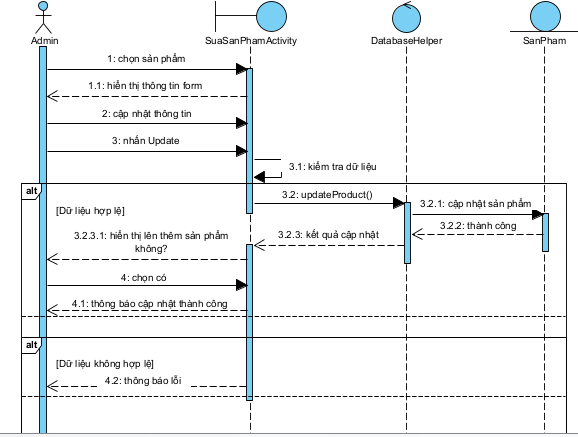 Admin
SuaSanPhamActivity
DatabaseHelper
SanPham
1: chọn sản phẩm
1.1: hiển thị thông tin form
2: cập nhật thông tin
3: nhấn Update
3.1: kiểm tra dữ liệu
alt
3.2: updateProduct()
3.2.1: cập nhật sản phẩm
[Dữ liệu hợp lệ]
3.2.2: thành công
3.2.3: kết quả cập nhật
3.2.3.1: hiển thị lên thêm sản phẩm
không?
4: chọn có
4.1: thông báo cập nhật thành công
alt
[Dữ liệu không hợp lệ]
4.2: thông báo lỗi